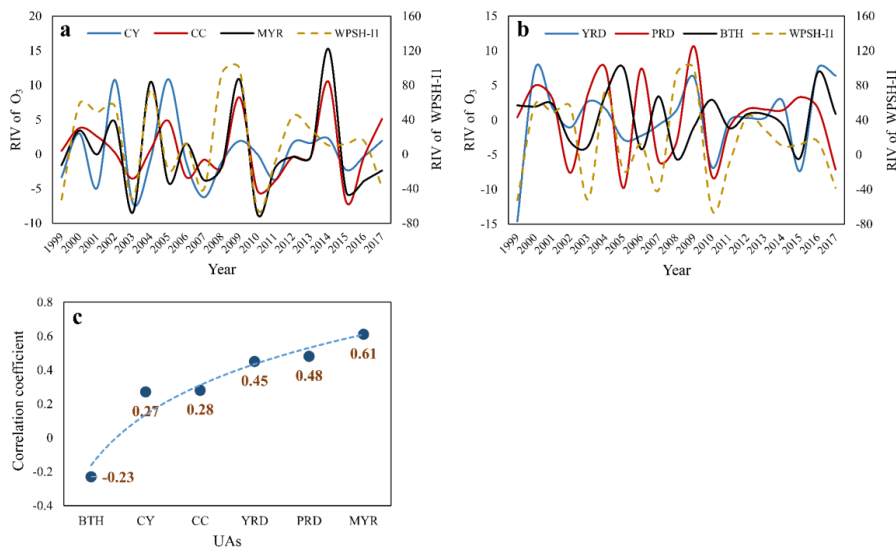 a
CY CC MYR WPSH-I1
RIV of O₃
20
15
10
5
0
-5
-10
160
120
80
40
0
-40
-80
RIV of WPSH-I1
1999 2000 2001 2002 2003 2004 2005 2006 2007 2008 2009 2010 2011 2012 2013 2014 2015 2016 2017
Year
b
YRD PRD BTH WPSH-I1
RIV of O₃
15
10
5
0
-5
-10
-15
160
120
80
40
0
-40
-80
RIV of WPSH-I1
1999 2000 2001 2002 2003 2004 2005 2006 2007 2008 2009 2010 2011 2012 2013 2014 2015 2016 2017
Year
c
Correlation coefficient
0.8
0.6
0.4
0.2
0
-0.2
-0.4
-0.23
0.27
0.28
0.45
0.48
0.61
BTH CY CC YRD PRD MYR
UAs